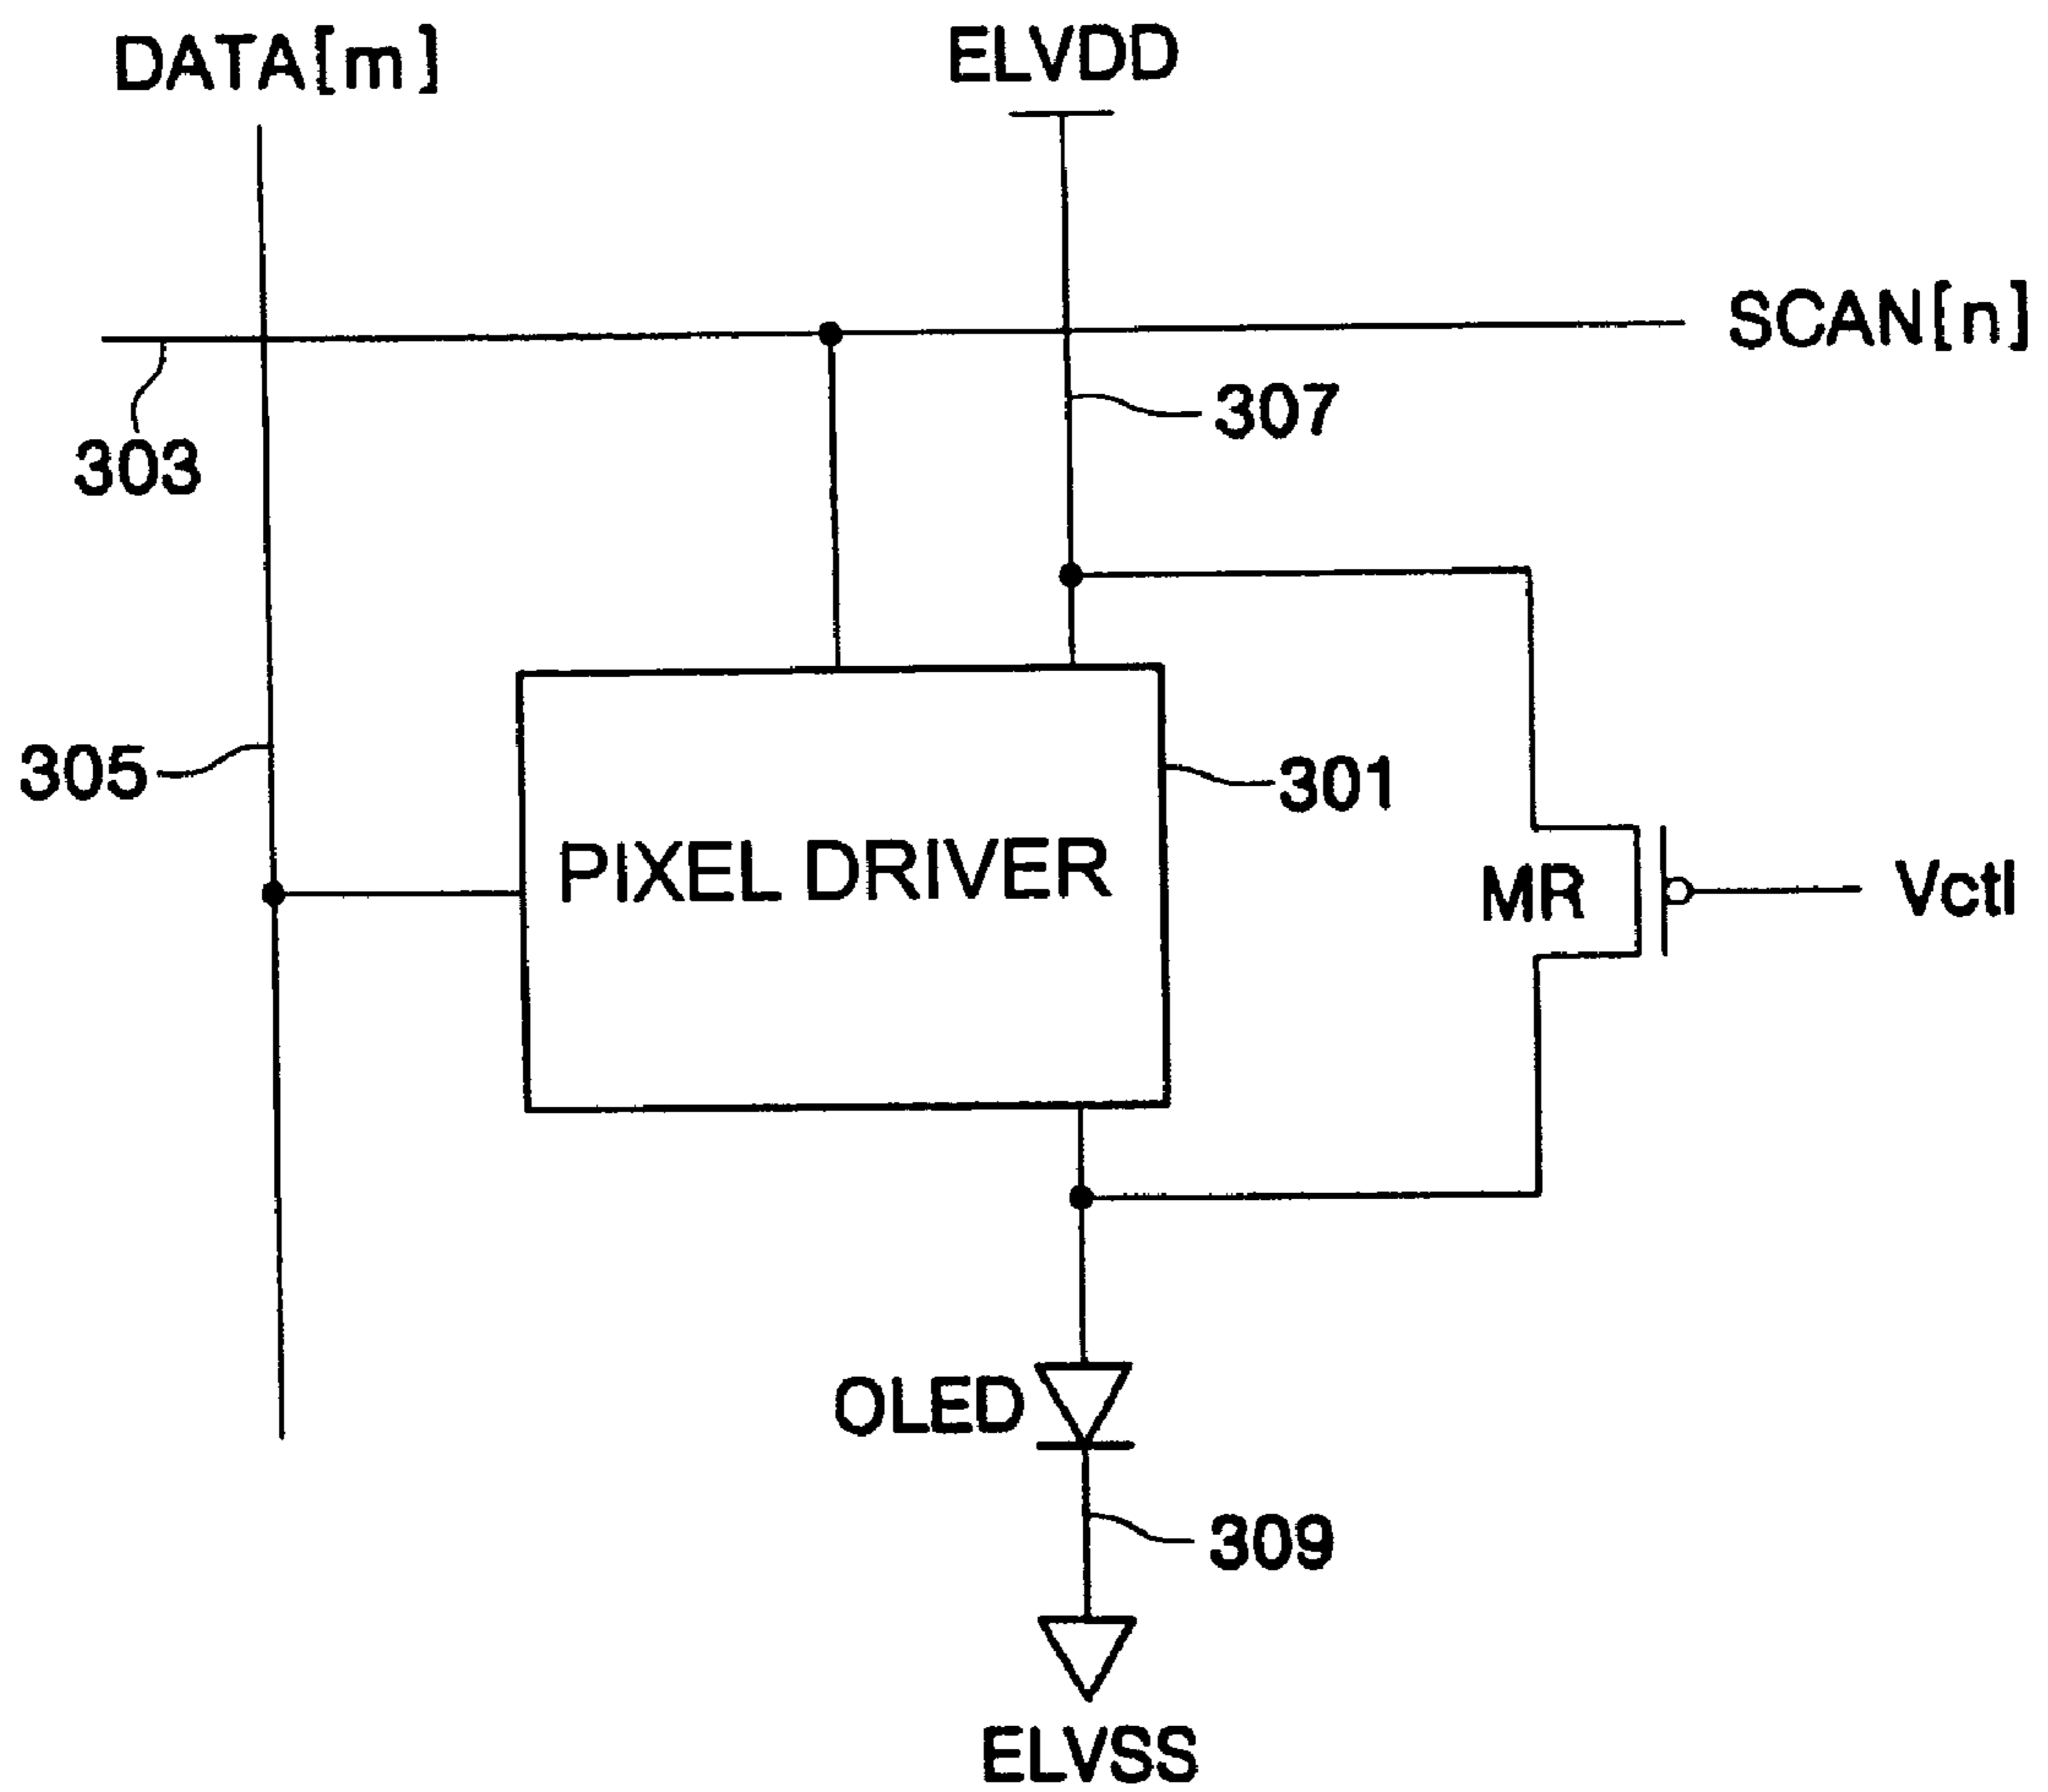 DATA[m]
ELVDD
SCAN[n]
307
303
305
301
PIXEL DRIVER
MR
Vctl
OLED
309
ELVSS